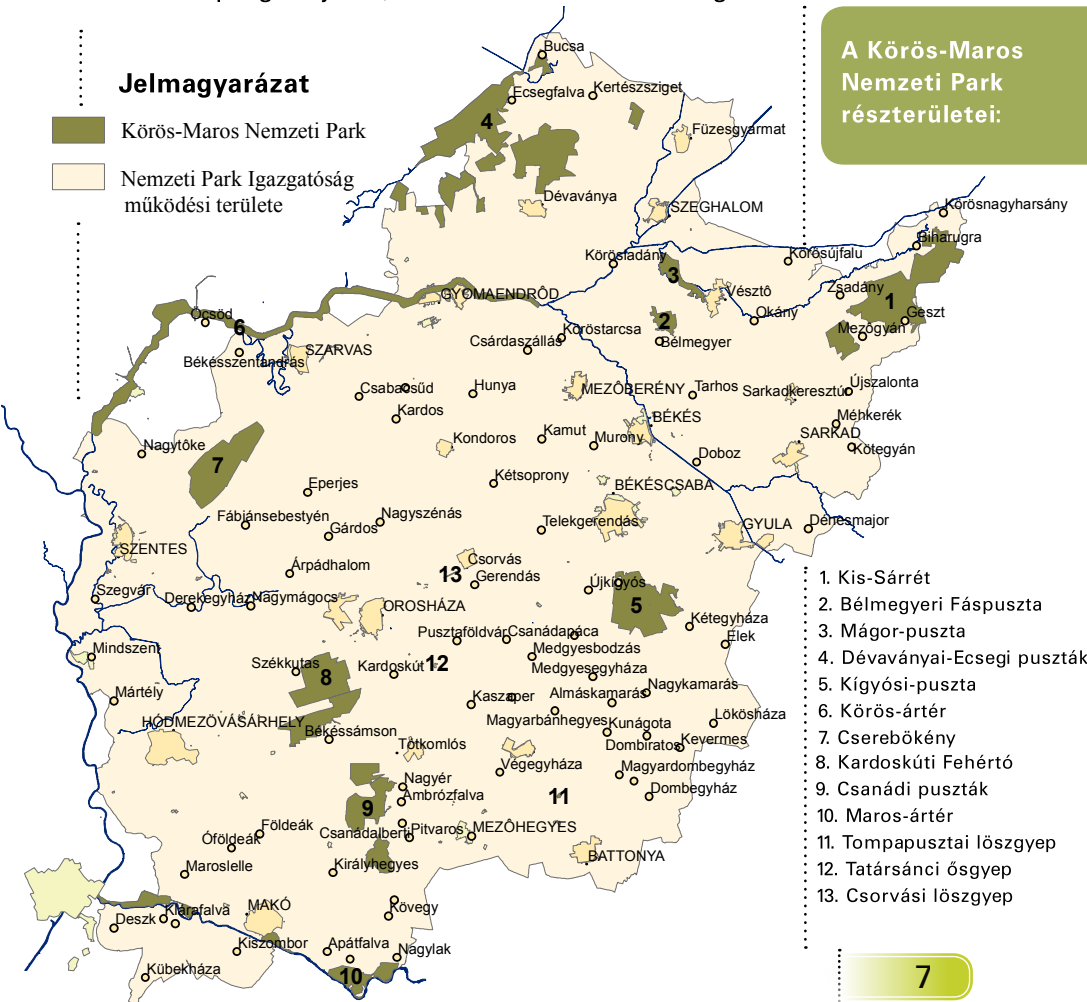 Jelmagyarázat
Körös-Maros Nemzeti Park
Nemzeti Park Igazgatóság
működési területe
A Körös-Maros
Nemzeti Park
részterületei:
Bucsa
Ecsegfalva
Kertészsziget
4
Füzesgyarmat
Dévaványa
SZEGHALOM
Körösnagyharsány
Biharugra
Körösladány
Körösújfalu
3
Vésztô
Zsadány
1
Okány
Geszt
Mezôgyán
GYOMAENDRÔD
Öcsöd
6
Békésszentandrás
SZARVAS
Csárdaszállás
Köröstarcsa
2
Bélmegyer
Csabacsűd
Hunya
MEZÔBERÉNY
Tarhos
Sarkadkeresztúr
Újszalonta
Kardos
Méhkerék
BÉKÉS
SARKAD
Kötegyán
Nagytôke
Kondoros
Kamut
Murony
Doboz
7
Eperjes
Kétsoprony
BÉKÉSCSABA
Fábiánsebestyén
Gárdos
Nagyszénás
Telekgerendás
GYULA
Dénesmajor
SZENTES
Árpádhalom
Csorvás
13
Gerendás
Újkígyós
5
Szegvár
Derekegyház
Nagymágocs
OROSHÁZA
Kétegyháza
Elek
Pusztaföldvár
Csanádapáca
Medgyesbodzás
Mindszent
Székkutas
8
Kardoskút
12
Medgyesegyháza
Mártély
Kaszaper
Almáskamarás
Nagykamarás
HÓDMEZÖVÁSÁRHELY
Békéssámson
Magyarbánhegyes
Kunágota
Lökösháza
Dombiratos
Kevermes
Tótkomlós
Végegyháza
Magyardombegyház
Dombegyház
Nagyér
Ambrózfalva
11
9
Csanádalberti
Pitvaros
MEZÔHEGYES
Földeák
Óföldeák
Királyhegyes
BATTONYA
Maroslelle
Deszk
Klárafalva
MAKÓ
Kövegy
Kiszombor
Apátfalva
Nagylak
Kübekháza
10
1. Kis-Sárrét
2. Bélmegyeri Fáspuszta
3. Mágor-puszta
4. Dévaványai-Ecsegi puszták
5. Kígyósi-puszta
6. Körös-ártér
7. Cserebökény
8. Kardoskúti Fehértó
9. Csanádi puszták
10. Maros-ártér
11. Tompapusztai löszgyep
12. Tatársánci ősgyep
13. Csorvási löszgyep
7